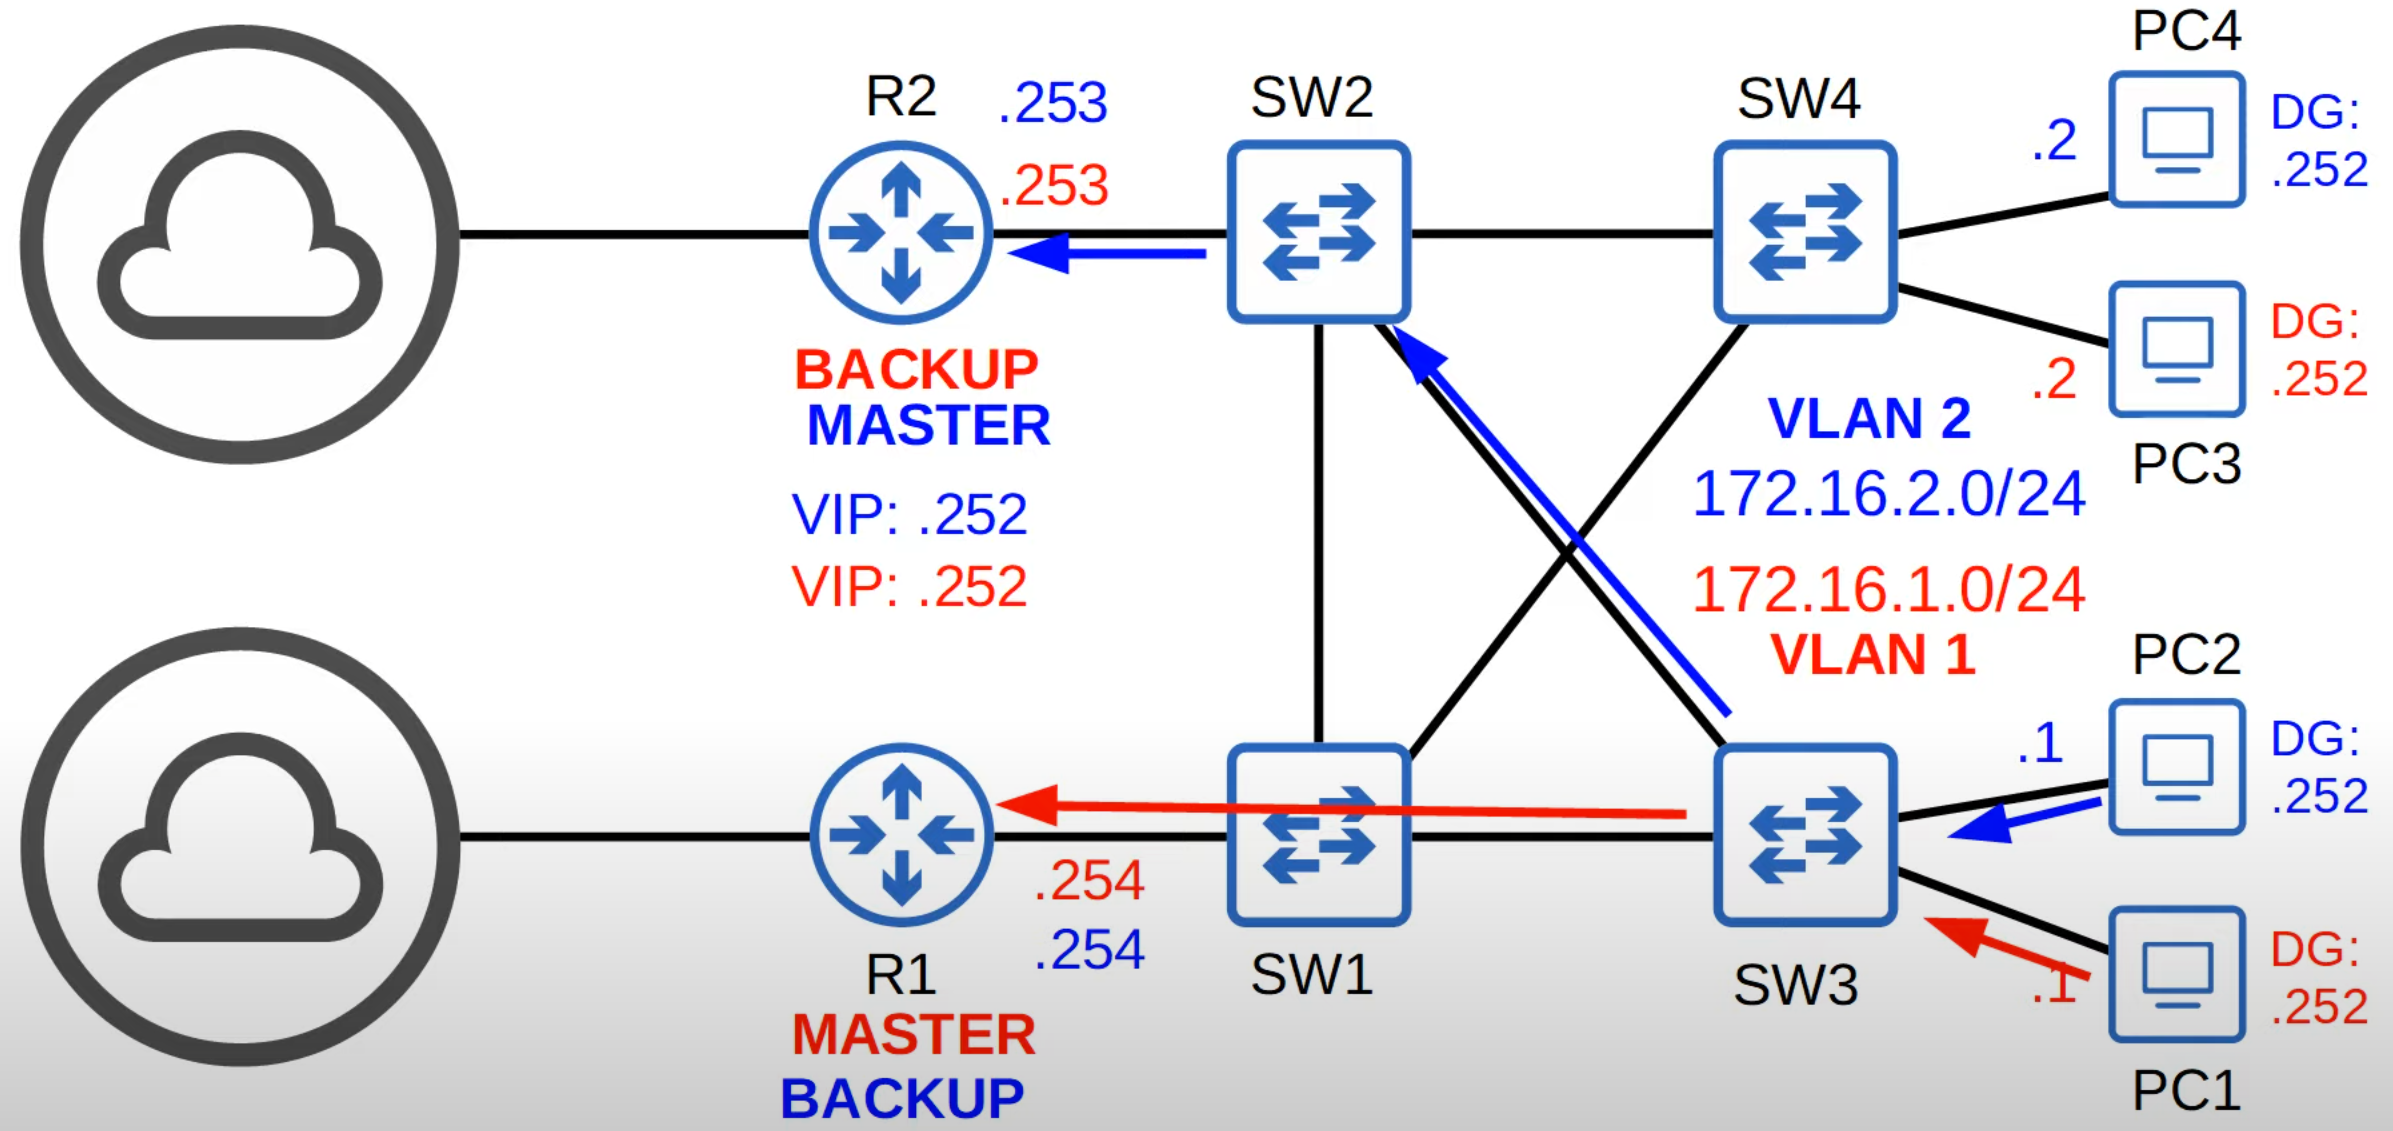 PC4
R2
.253
SW2
SW4
DG:
.2
.252
.253
DG:
.252
.2
BACKUP
MASTER
VLAN 2
PC3
VIP: .252
172.16.2.0/24
VIP: .252
172.16.1.0/24
VLAN 1
PC2
.1
DG:
.252
.254
.254
DG:
.252
.1
R1
SW1
SW3
MASTER
BACKUP
PC1